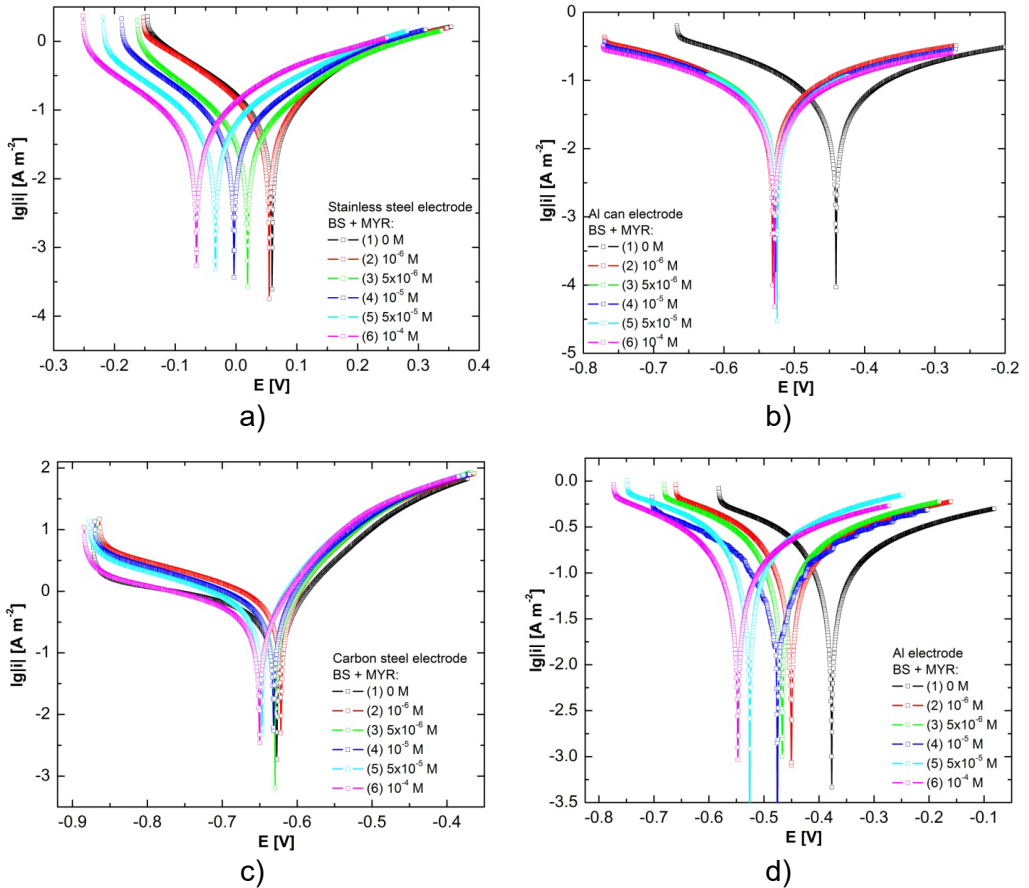 a)
lg|i| [A m⁻²]
0
-1
-2
-3
-4
Stainless steel electrode
BS + MYR:
(1) 0 M
(2) 10⁻⁶ M
(3) 5x10⁻⁶ M
(4) 10⁻⁵ M
(5) 5x10⁻⁵ M
(6) 10⁻⁴ M
-0.3 -0.2 -0.1 0.0 0.1 0.2 0.3 0.4
E [V]
a)
lg|i| [A m⁻²]
0
-1
-2
-3
-4
-5
Al can electrode
BS + MYR:
(1) 0 M
(2) 10⁻⁶ M
(3) 5x10⁻⁶ M
(4) 10⁻⁵ M
(5) 5x10⁻⁵ M
(6) 10⁻⁴ M
-0.8 -0.7 -0.6 -0.5 -0.4 -0.3 -0.2
E [V]
b)
lg|i| [A m⁻²]
2
1
0
-1
-2
-3
Carbon steel electrode
BS + MYR:
(1) 0 M
(2) 10⁻⁶ M
(3) 5x10⁻⁶ M
(4) 10⁻⁵ M
(5) 5x10⁻⁵ M
(6) 10⁻⁴ M
-0.9 -0.8 -0.7 -0.6 -0.5 -0.4
E [V]
c)
lg|i| [A m⁻²]
0.0
-0.5
-1.0
-1.5
-2.0
-2.5
-3.0
-3.5
Al electrode
BS + MYR:
(1) 0 M
(2) 10⁻⁶ M
(3) 5x10⁻⁶ M
(4) 10⁻⁵ M
(5) 5x10⁻⁵ M
(6) 10⁻⁴ M
-0.8 -0.7 -0.6 -0.5 -0.4 -0.3 -0.2 -0.1
E [V]
d)